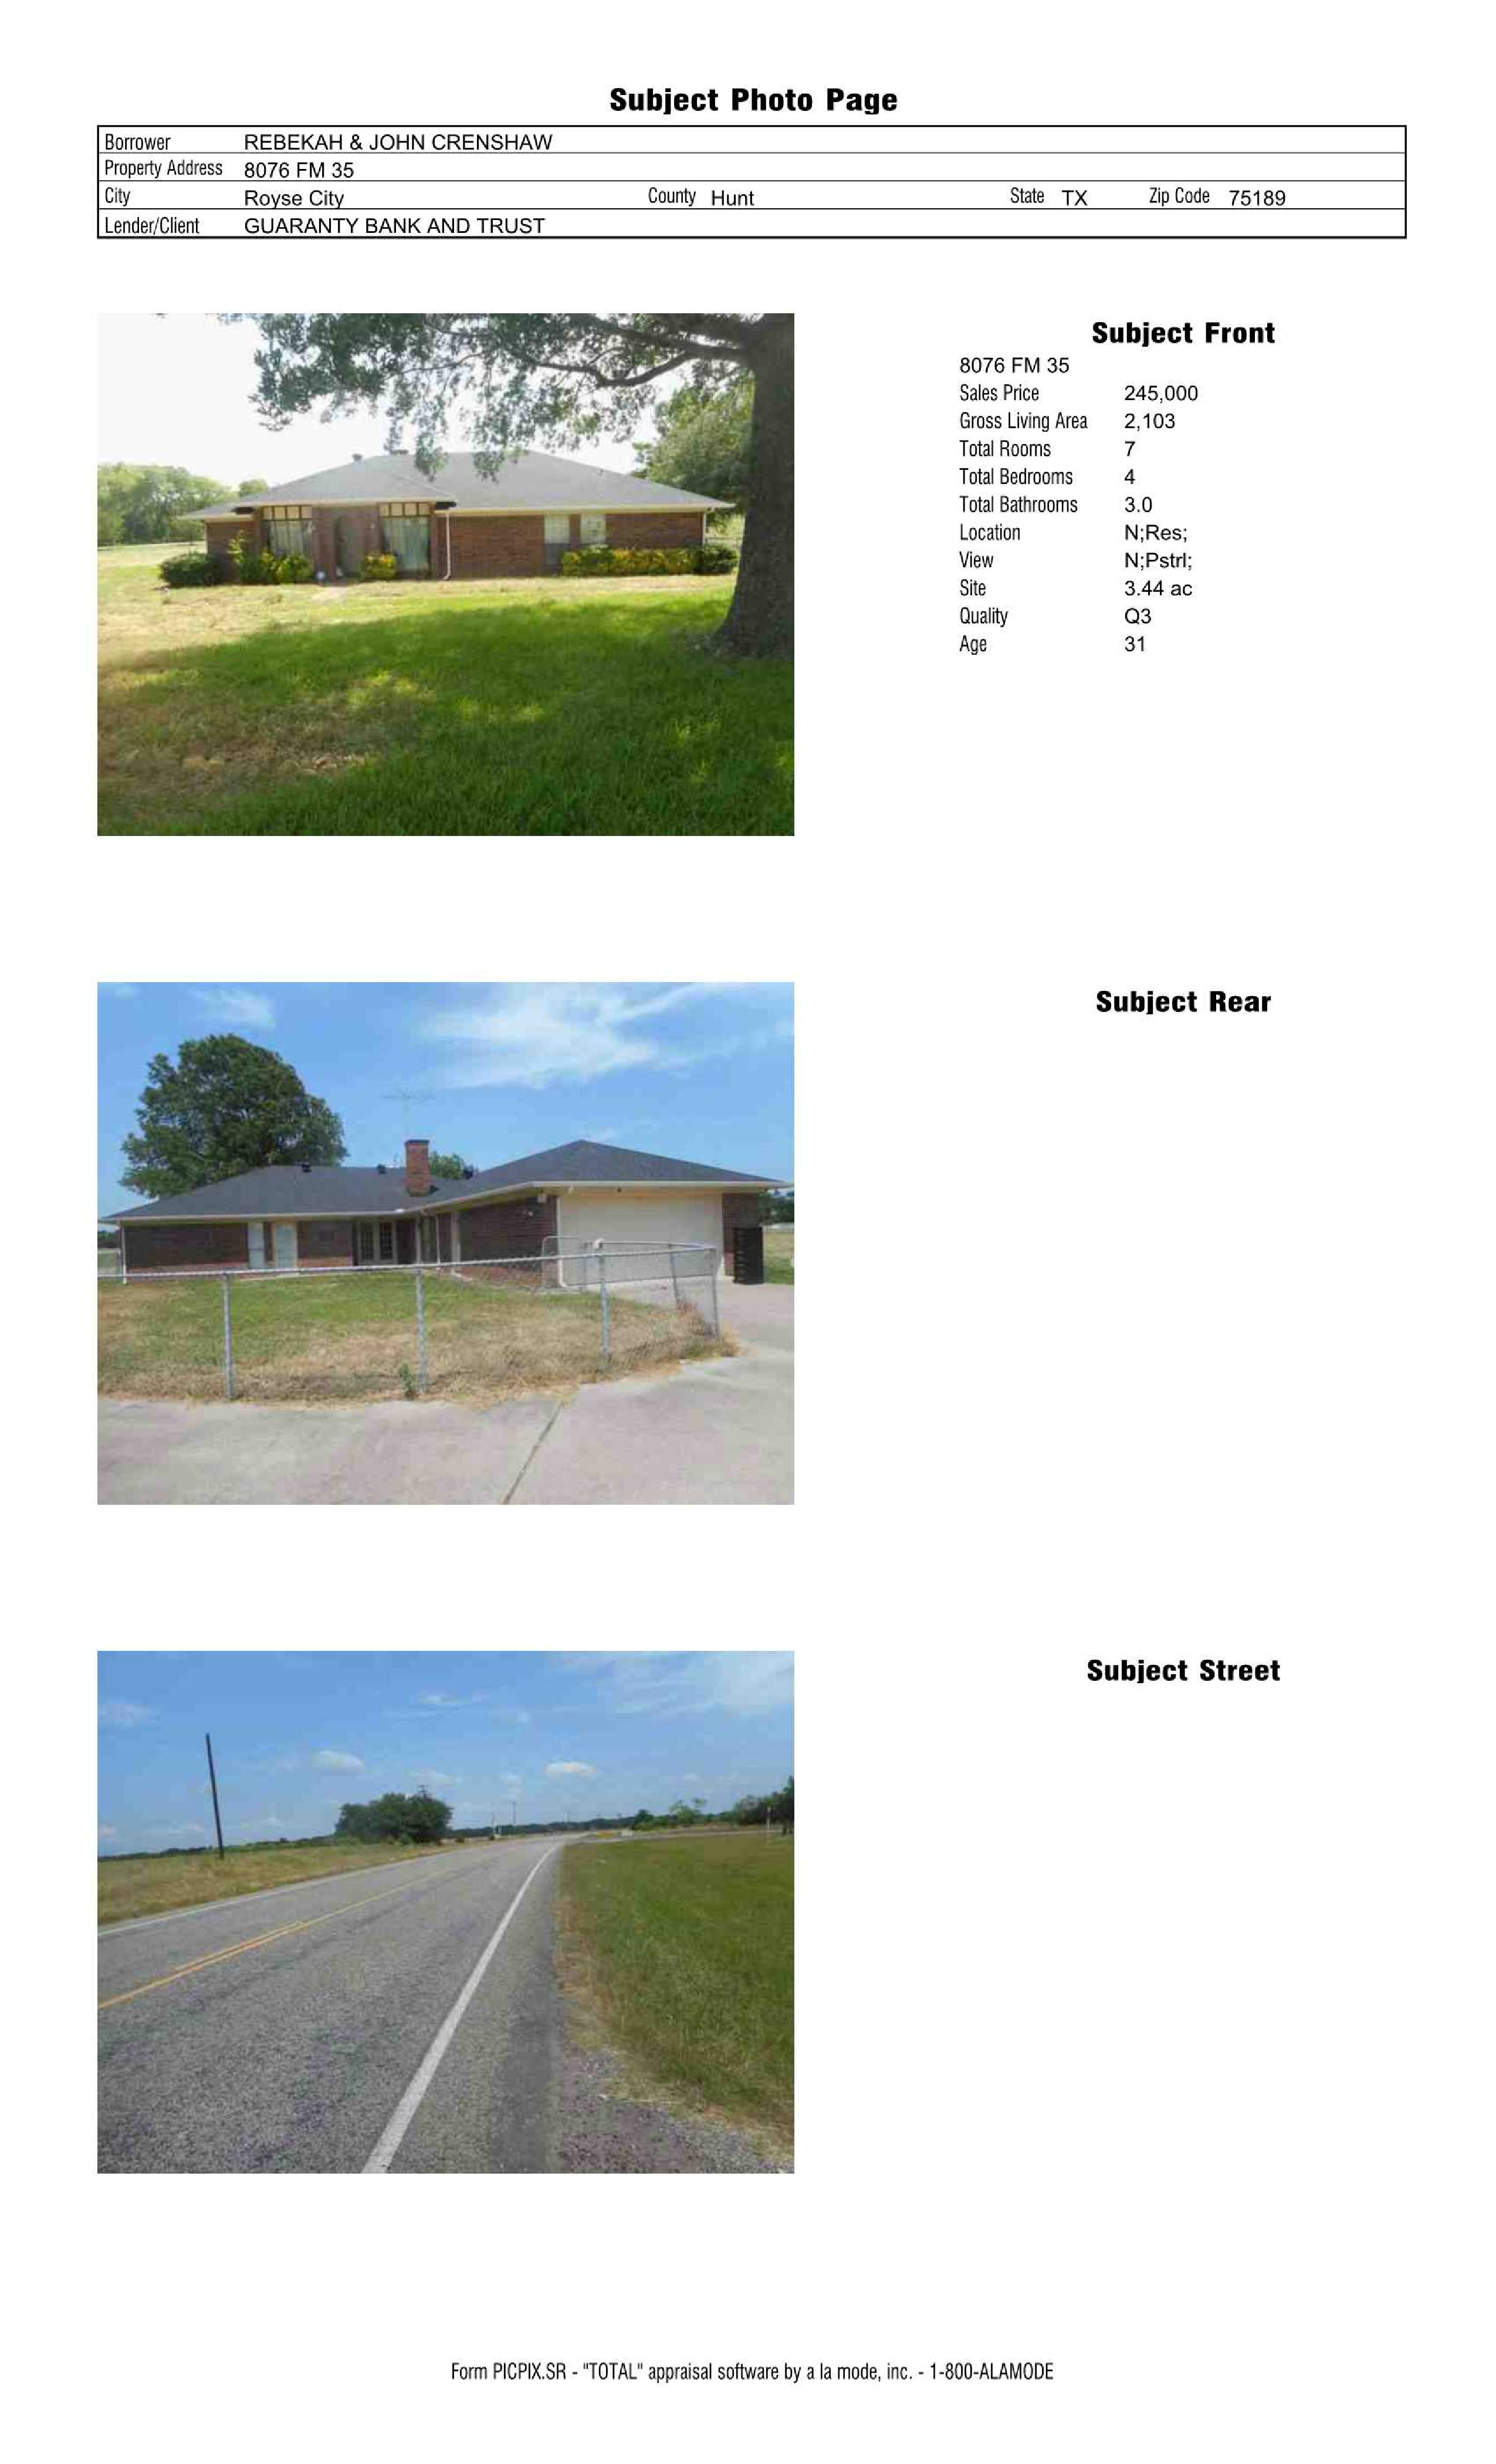 Subject Photo Page
Borrower REBEKAH & JOHN CRENSHAW
Property Address 8076 FM 35
City Royse City County Hunt State TX Zip Code 75189
Lender/Client GUARANTY BANK AND TRUST
Subject Front
8076 FM 35
Sales Price 245,000
Gross Living Area 2,103
Total Rooms 7
Total Bedrooms 4
Total Bathrooms 3.0
Location N;Res;
View N;Pstrl;
Site 3.44 ac
Quality Q3
Age 31
Subject Rear
Subject Street
Form PICPIX.SR - "TOTAL" appraisal software by a la mode, inc. - 1-800-ALAMODE